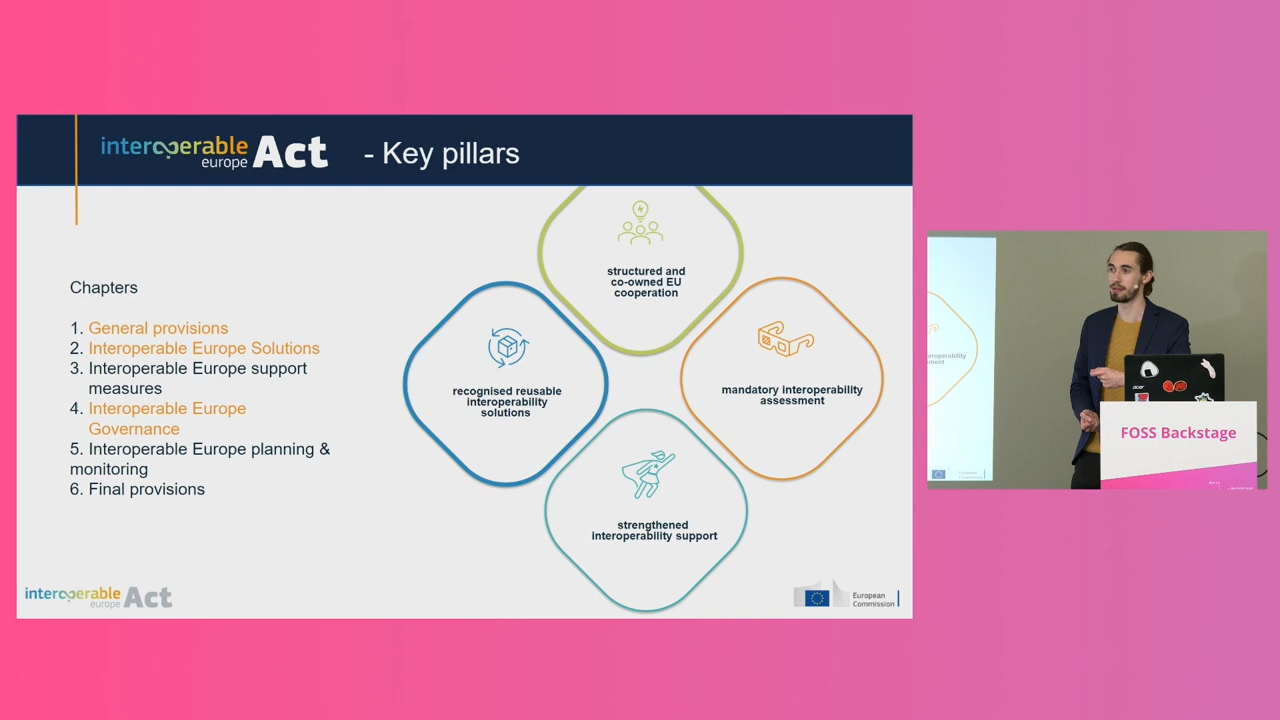 interoperable
europe Act
- Key pillars
Chapters
1. General provisions
2. Interoperable Europe Solutions
3. Interoperable Europe support
measures
4. Interoperable Europe
Governance
5. Interoperable Europe planning &
monitoring
6. Final provisions
structured and
co-owned EU
cooperation
recognised reusable
interoperability
solutions
mandatory interoperability
assessment
strengthened
interoperability support
interoperable
europe Act
European
Commission
acer
FOSS Backstage